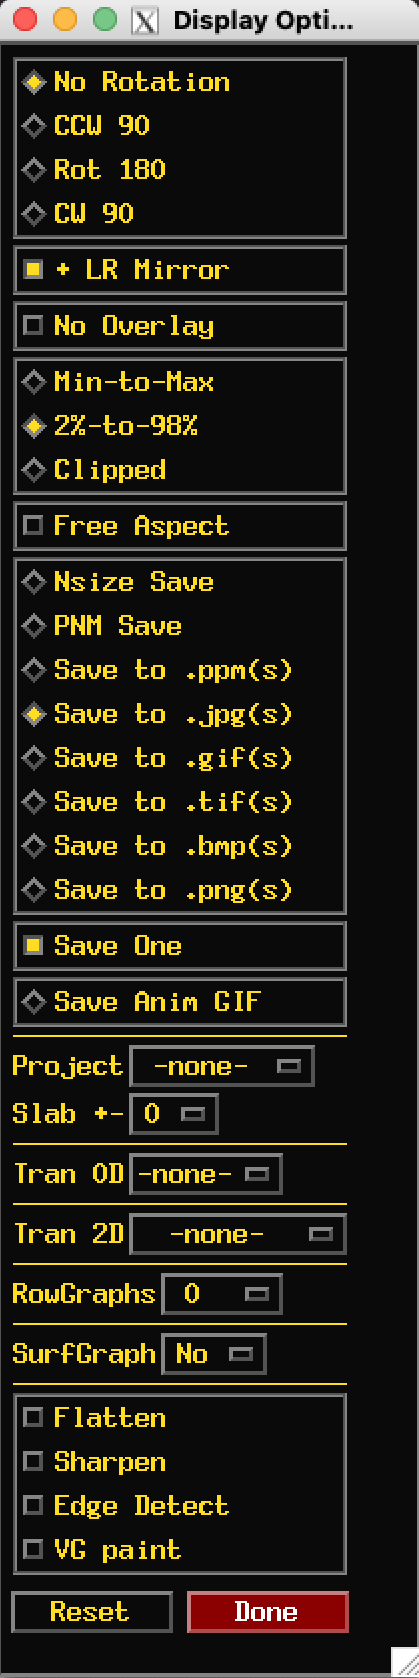 Display Opti...
No Rotation
CCW 90
Rot 180
CW 90
+ LR Mirror
No Overlay
Min-to-Max
2%-to-98%
Clipped
Free Aspect
Nsize Save
PNM Save
Save to .ppm(s)
Save to .jpg(s)
Save to .gif(s)
Save to .tif(s)
Save to .bmp(s)
Save to .png(s)
Save One
Save Anim GIF
Project -none-
Slab +- 0
Tran 0D -none-
Tran 2D -none-
RowGraphs 0
SurfGraph No
Flatten
Sharpen
Edge Detect
VG paint
Reset Done